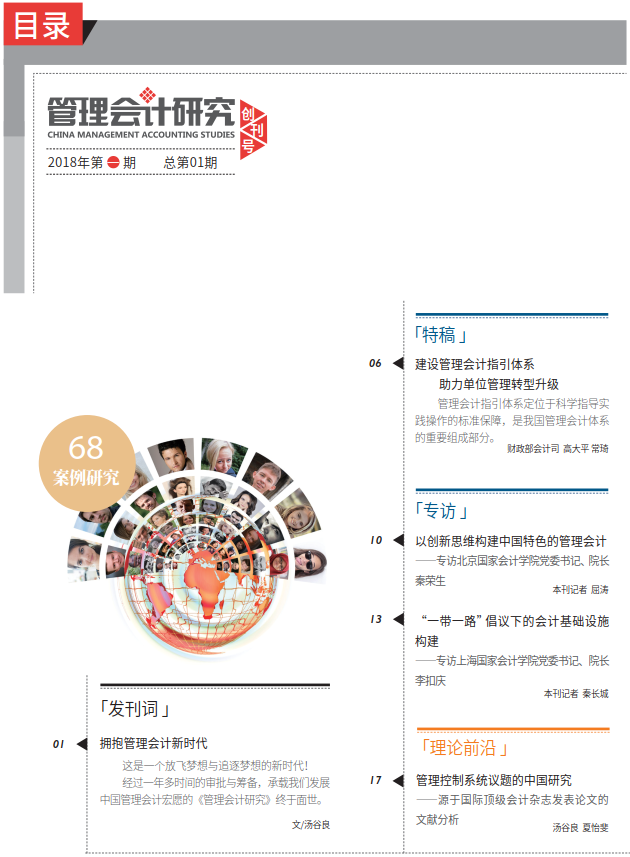 目录
管理会计研究
创刊号
CHINA MANAGEMENT ACCOUNTING STUDIES
2018年第一期 总第01期
68
案例研究
「发刊词」
01
拥抱管理会计新时代
这是一个放飞梦想与追逐梦想的新时代!
经过一年多时间的审批与筹备，承载我们发展
中国管理会计宏愿的《管理会计研究》终于面世。
文/汤谷良
「特稿」
06
建设管理会计指引体系
助力单位管理转型升级
管理会计指引体系定位于科学指导实
践操作的标准保障，是我国管理会计体系
的重要组成部分。
财政部会计司 高大平 常琦
「专访」
10
以创新思维构建中国特色的管理会计
——专访北京国家会计学院党委书记、院长
秦荣生
本刊记者 屈涛
13
“一带一路”倡议下的会计基础设施
构建
——专访上海国家会计学院党委书记、院长
李扣庆
本刊记者 秦长城
「理论前沿」
17
管理控制系统议题的中国研究
——源于国际顶级会计杂志发表论文的
文献分析
汤谷良 夏怡斐